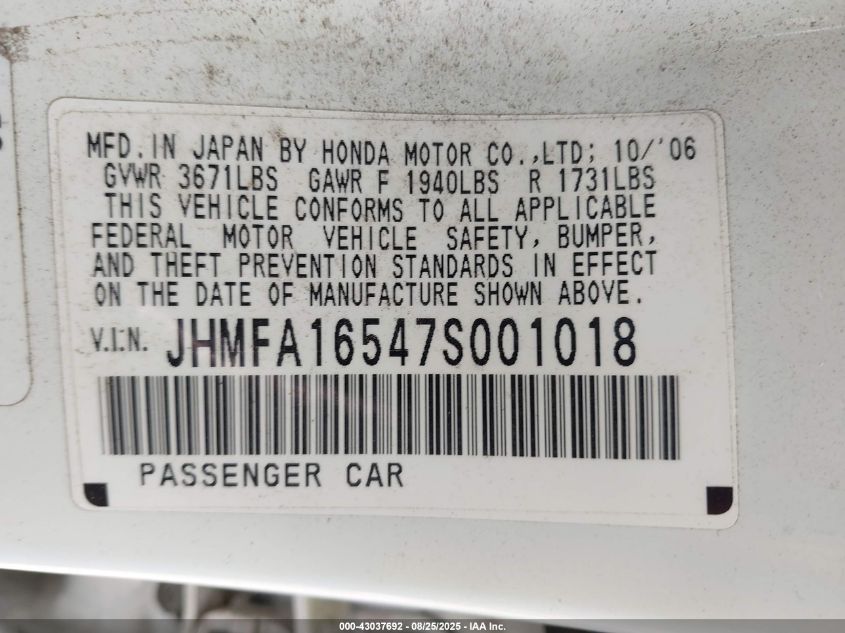 MFD. IN JAPAN BY HONDA MOTOR CO.,LTD; 10/'06
GVWR 3671LBS GAWR F 1940LBS R 1731LBS
THIS VEHICLE CONFORMS TO ALL APPLICABLE
FEDERAL MOTOR VEHICLE SAFETY, BUMPER,
AND THEFT PREVENTION STANDARDS IN EFFECT
ON THE DATE OF MANUFACTURE SHOWN ABOVE.
V.I.N. JHMFA16547S001018
PASSENGER CAR
000-43037692 - 08/25/2025 - IAA Inc.